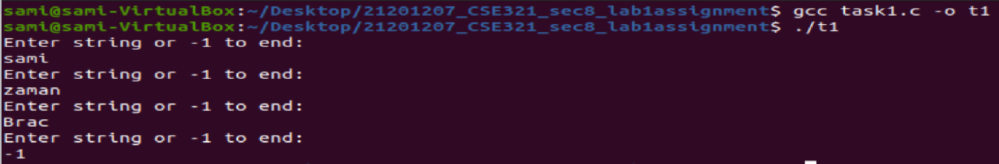 sami@sami-VirtualBox:~/Desktop/21201207_CSE321_sec8_lab1assignment$ gcc task1.c -o t1
sami@sami-VirtualBox:~/Desktop/21201207_CSE321_sec8_lab1assignment$ ./t1
Enter string or -1 to end:
sami
Enter string or -1 to end:
zaman
Enter string or -1 to end:
Brac
Enter string or -1 to end:
-1